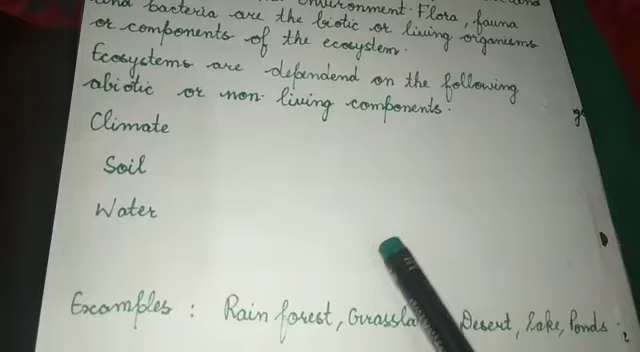 and bacteria are the biotic or living organisms
or components of the ecosystem.
Ecosystems are dependend on the following
abiotic or non-living components.
Climate
Soil
Water
Examples : Rain forest, Grassla Desert, Lake, Ponds.